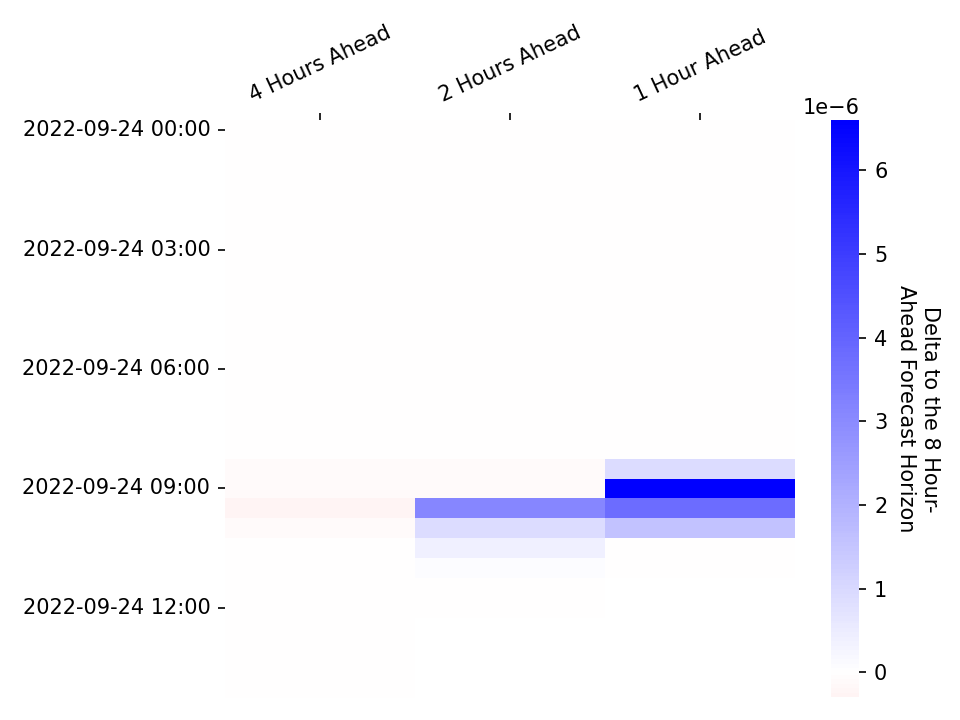 4 Hours Ahead
2 Hours Ahead
1 Hour Ahead
1e−6
2022-09-24 00:00
2022-09-24 03:00
2022-09-24 06:00
2022-09-24 09:00
2022-09-24 12:00
6
5
4
3
2
1
0
Delta to the 8 Hour-
Ahead Forecast Horizon